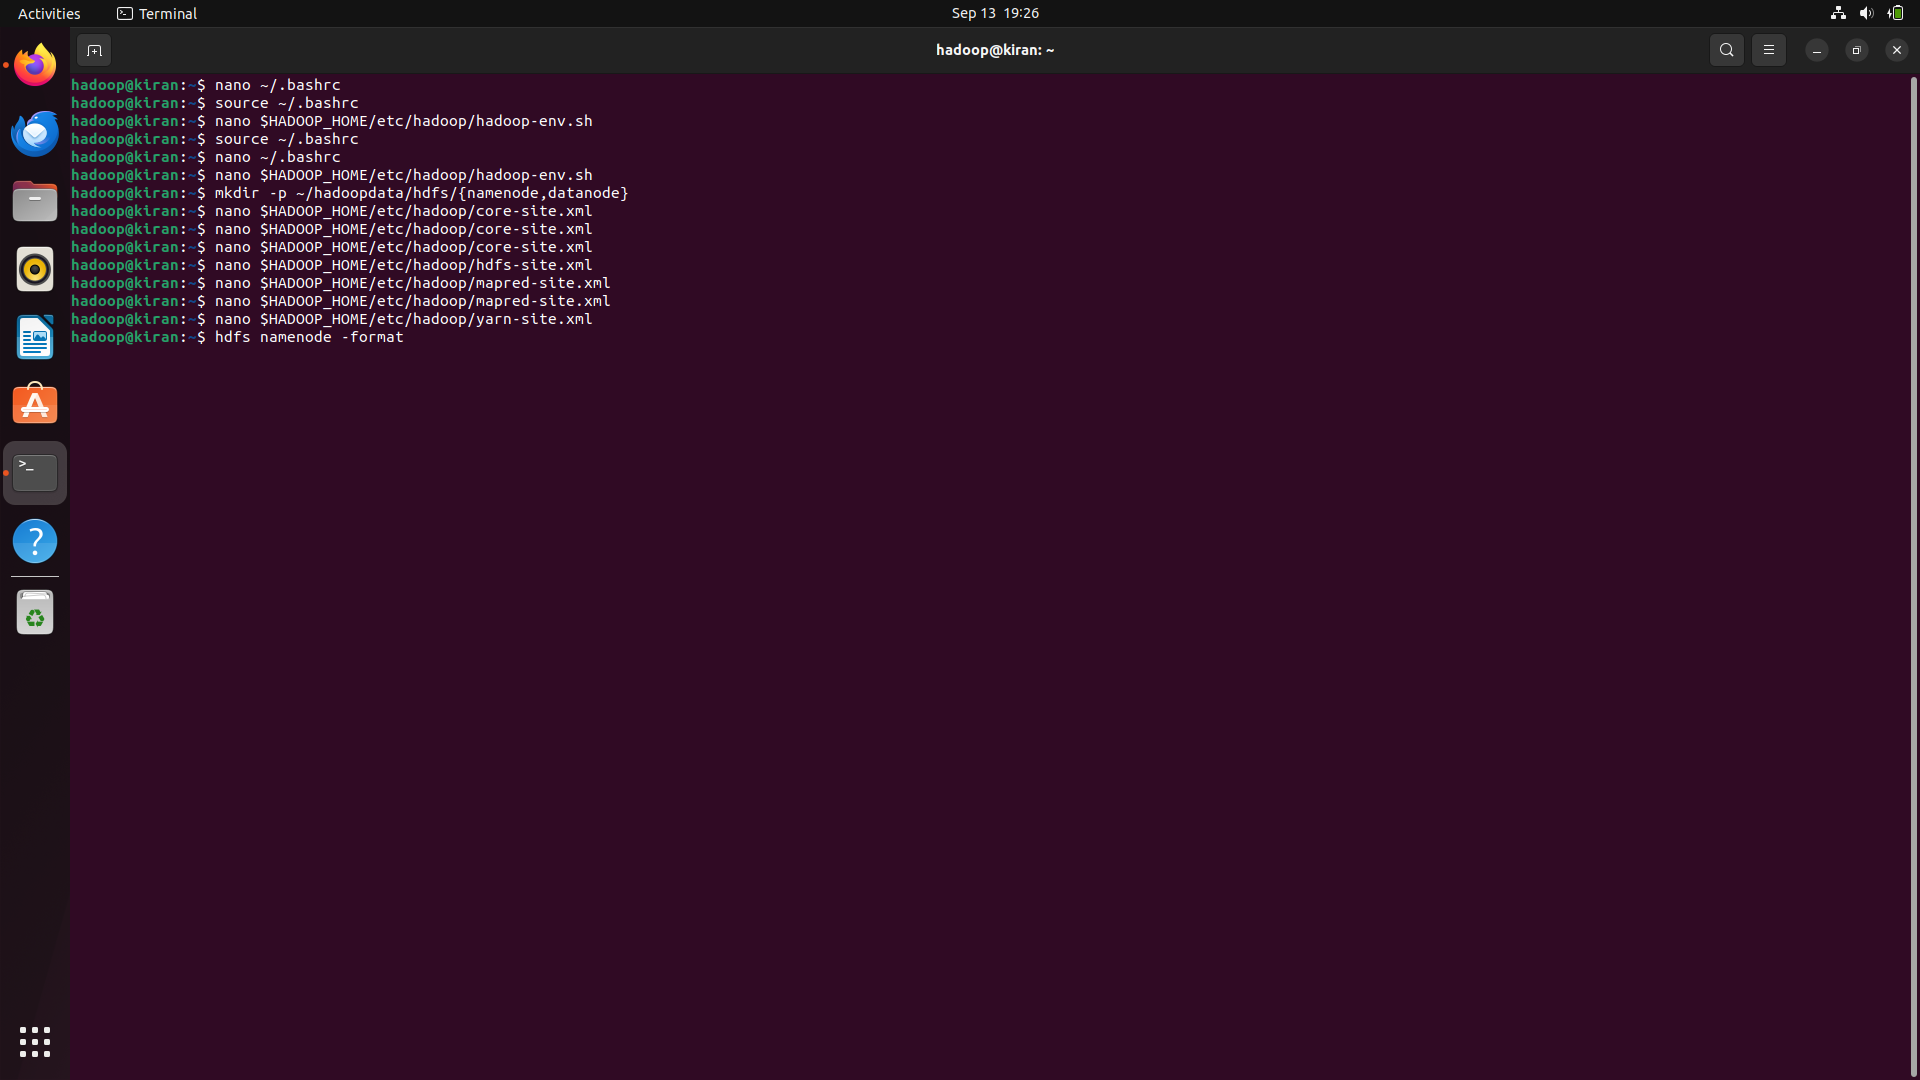 Activities Terminal Sep 13 19:26
hadoop@kiran: ~
hadoop@kiran:~$ nano ~/.bashrc
hadoop@kiran:~$ source ~/.bashrc
hadoop@kiran:~$ nano $HADOOP_HOME/etc/hadoop/hadoop-env.sh
hadoop@kiran:~$ source ~/.bashrc
hadoop@kiran:~$ nano ~/.bashrc
hadoop@kiran:~$ nano $HADOOP_HOME/etc/hadoop/hadoop-env.sh
hadoop@kiran:~$ mkdir -p ~/hadoopdata/hdfs/{namenode,datanode}
hadoop@kiran:~$ nano $HADOOP_HOME/etc/hadoop/core-site.xml
hadoop@kiran:~$ nano $HADOOP_HOME/etc/hadoop/core-site.xml
hadoop@kiran:~$ nano $HADOOP_HOME/etc/hadoop/core-site.xml
hadoop@kiran:~$ nano $HADOOP_HOME/etc/hadoop/hdfs-site.xml
hadoop@kiran:~$ nano $HADOOP_HOME/etc/hadoop/mapred-site.xml
hadoop@kiran:~$ nano $HADOOP_HOME/etc/hadoop/mapred-site.xml
hadoop@kiran:~$ nano $HADOOP_HOME/etc/hadoop/yarn-site.xml
hadoop@kiran:~$ hdfs namenode -format